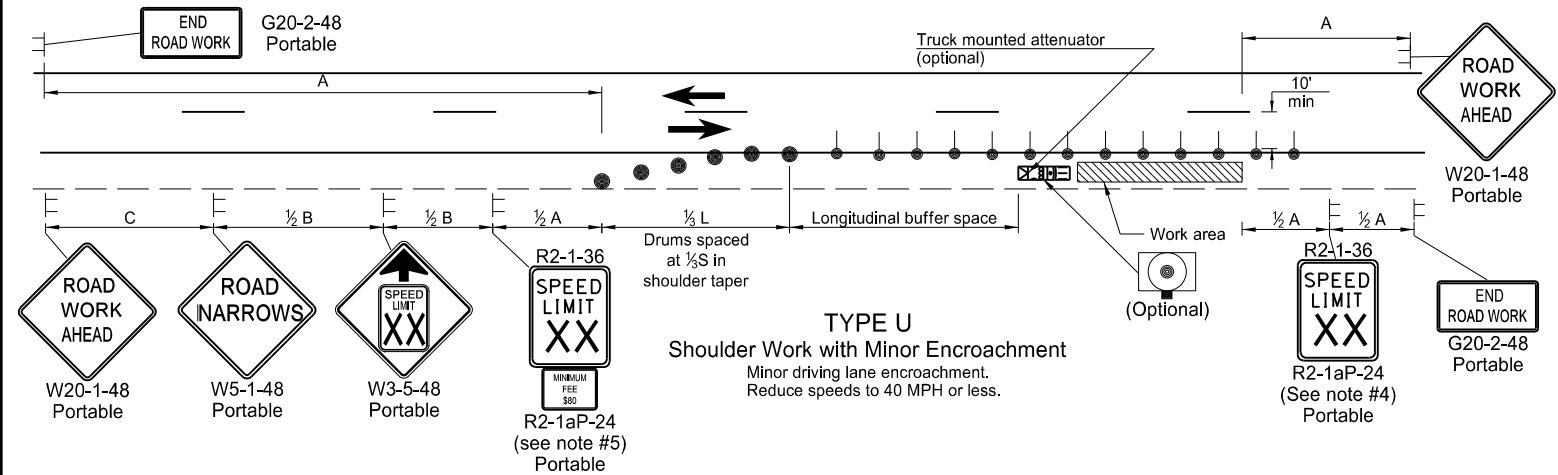 END
ROAD WORK
G20-2-48
Portable
A
Truck mounted attenuator
(optional)
A
10'
min
ROAD
WORK
AHEAD
W20-1-48
Portable
C
½ B
½ B
½ A
⅓ L
Longitudinal buffer space
Drums spaced
at ⅓S in
shoulder taper
Work area
½ A
½ A
ROAD
WORK
AHEAD
W20-1-48
Portable
ROAD
NARROWS
W5-1-48
Portable
SPEED
LIMIT
XX
W3-5-48
Portable
R2-1-36
SPEED
LIMIT
XX
MINIMUM
FEE
$80
R2-1aP-24
(see note #5)
Portable
TYPE U
Shoulder Work with Minor Encroachment
Minor driving lane encroachment.
Reduce speeds to 40 MPH or less.
(Optional)
R2-1-36
SPEED
LIMIT
XX
R2-1aP-24
(See note #4)
Portable
END
ROAD WORK
G20-2-48
Portable